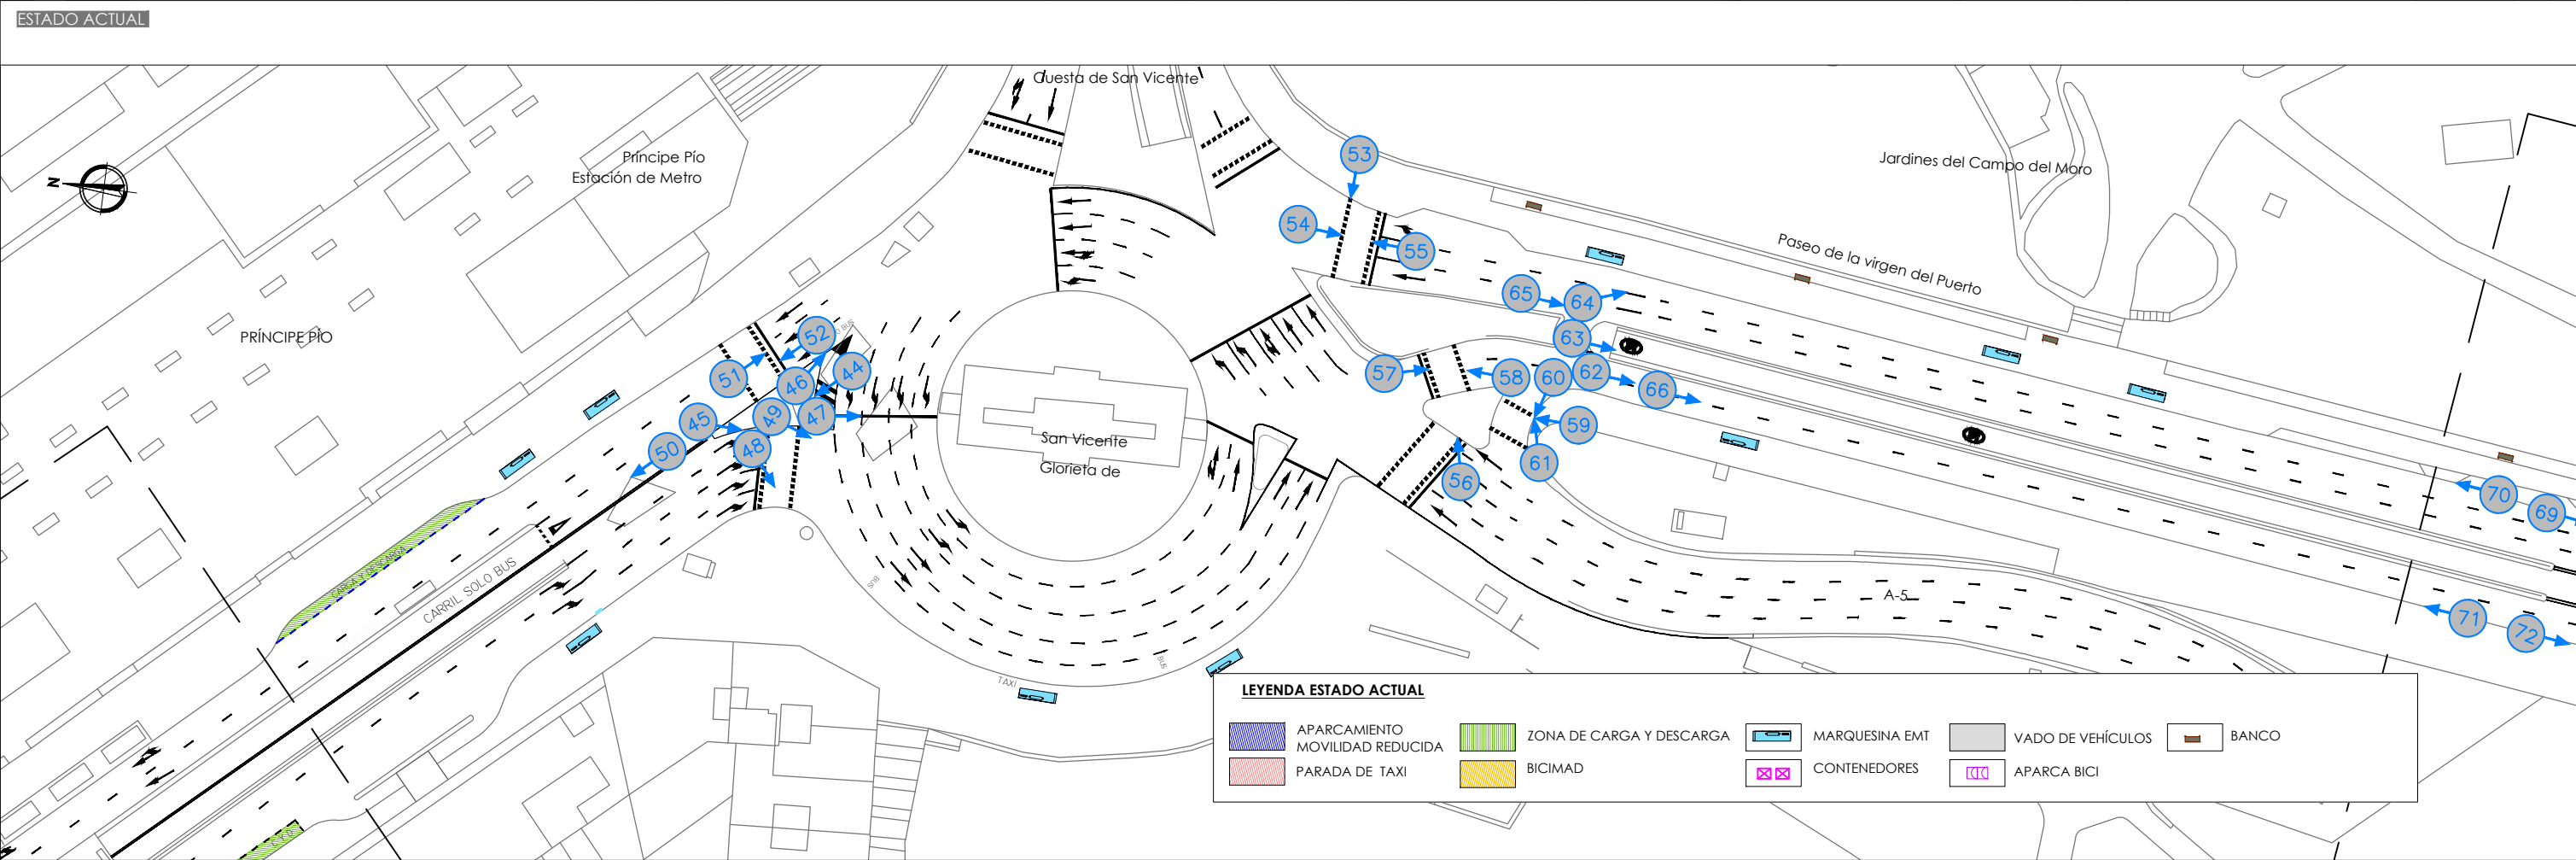 ESTADO ACTUAL
Cuesta de San Vicente
N
Príncipe Pío
Estación de Metro
PRÍNCIPE PÍO
53
54
55
Jardines del Campo del Moro
Paseo de la virgen del Puerto
65
64
63
62
66
52
BUS
51
46
44
45
49
47
50
48
57
58
60
59
56
61
San Vicente
Glorieta de
70
69
71
72
CARGA Y DESCARGA
CARRIL SOLO BUS
BUS
BUS
TAXI
A-5
C Y D
LEYENDA ESTADO ACTUAL
APARCAMIENTO
MOVILIDAD REDUCIDA
ZONA DE CARGA Y DESCARGA
MARQUESINA EMT
VADO DE VEHÍCULOS
BANCO
PARADA DE TAXI
BICIMAD
CONTENEDORES
APARCA BICI